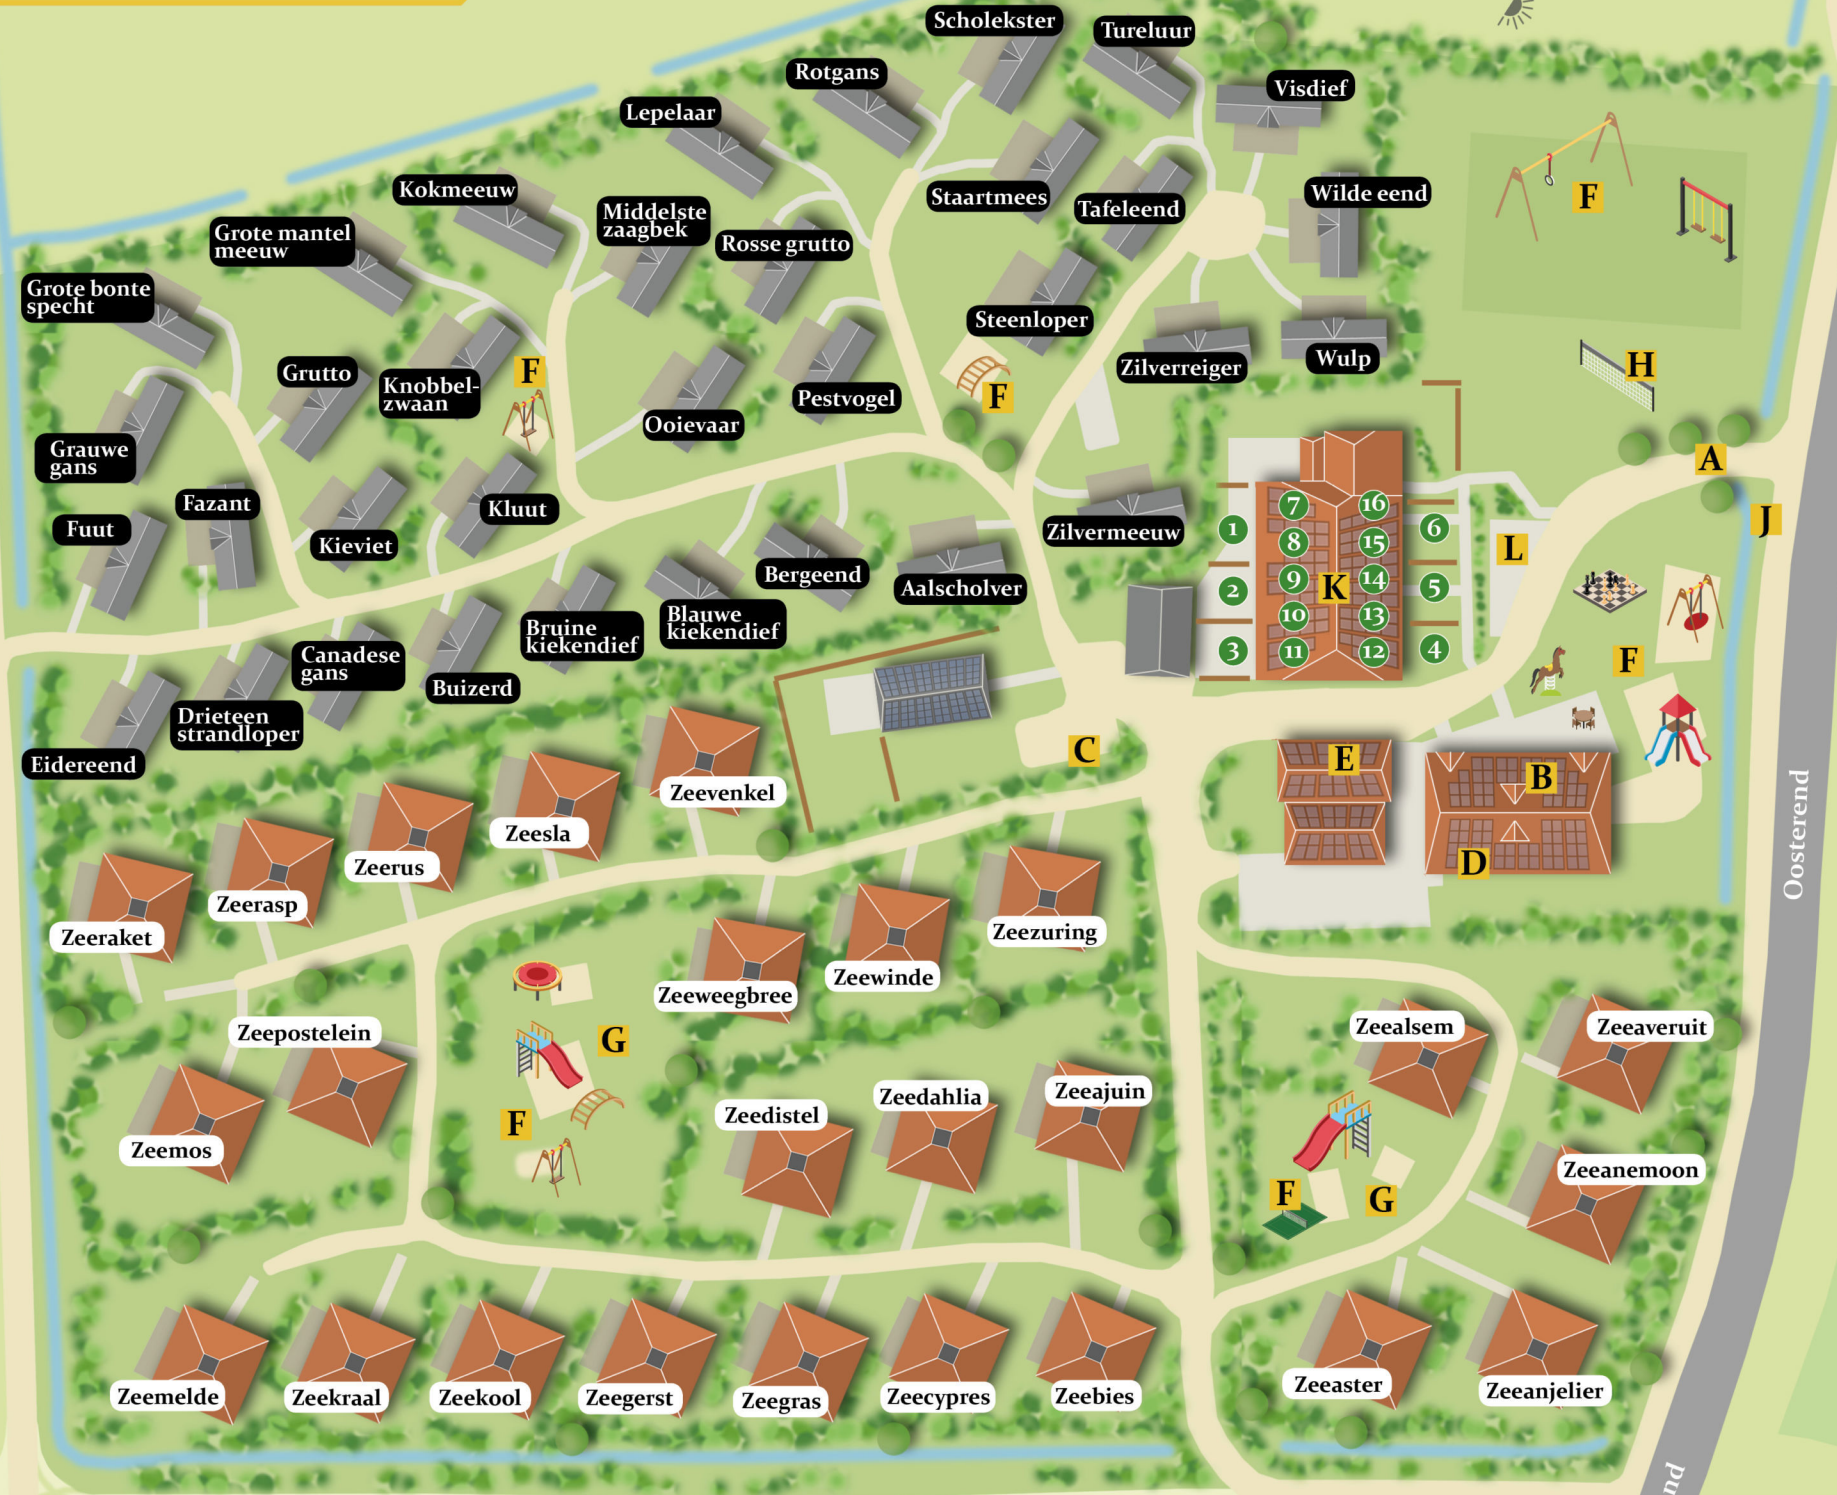 Scholekster
Tureluur
Rotgans
Visdief
Lepelaar
Kokmeeuw
Middelste
zaagbek
Staartmees
Tafeleend
Wilde eend
F
Grote mantel
meeuw
Rosse grutto
Grote bonte
specht
Steenloper
Zilverreiger
Wulp
H
Grutto
Knobbel-
zwaan
F
Ooievaar
Pestvogel
F
Grauwe
gans
A
Fazant
Kluut
Fuut
Kieviet
Zilvermeeuw
J
L
K
1
2
3
4
5
6
7
8
9
10
11
12
13
14
15
16
Bergeend
Aalscholver
Bruine
kiekendief
Blauwe
kiekendief
Canadese
gans
Buizerd
Drieteen
strandloper
Eidereend
F
C
E
B
D
Oosterend
Zeevenkel
Zeesla
Zeerus
Zeerasp
Zeeraket
Zeezuring
Zeewinde
Zeeweegbree
Zeepostelein
G
Zeealsem
Zeeaveruit
Zeemos
F
Zeedistel
Zeedahlia
Zeeajuin
Zeeanemoon
F
G
Zeemelde
Zeekraal
Zeekool
Zeegerst
Zeegras
Zeecypres
Zeebies
Zeeaster
Zeeanjelier
nd